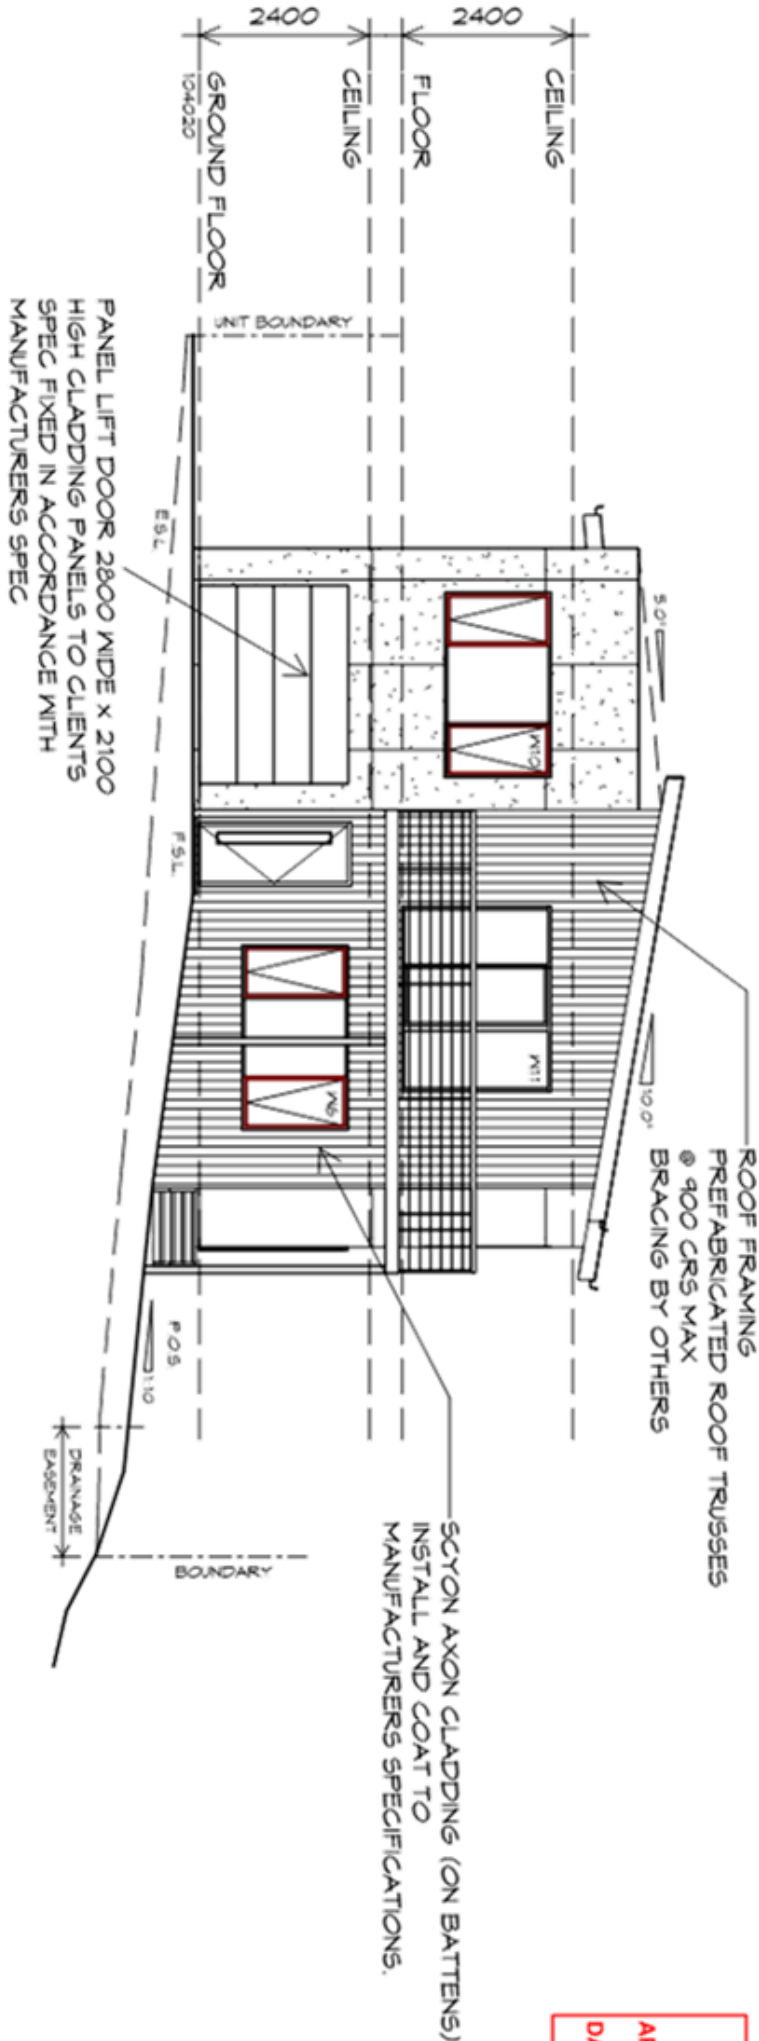 2400
2400
CEILING
FLOOR
CEILING
GROUND FLOOR
104020
UNIT BOUNDARY
5.0°
10.0°
ROOF FRAMING
PREFABRICATED ROOF TRUSSES
@ 900 CRS MAX
BRACING BY OTHERS
W10
W11
W6
E.S.L.
F.S.L.
P.O.S.
1:10
PANEL LIFT DOOR 2800 WIDE x 2100
HIGH CLADDING PANELS TO CLIENTS
SPEC FIXED IN ACCORDANCE WITH
MANUFACTURERS SPEC
DRAINAGE
EASEMENT
BOUNDARY
SCYON AXON CLADDING (ON BATTENS)
INSTALL AND COAT TO
MANUFACTURERS SPECIFICATIONS.